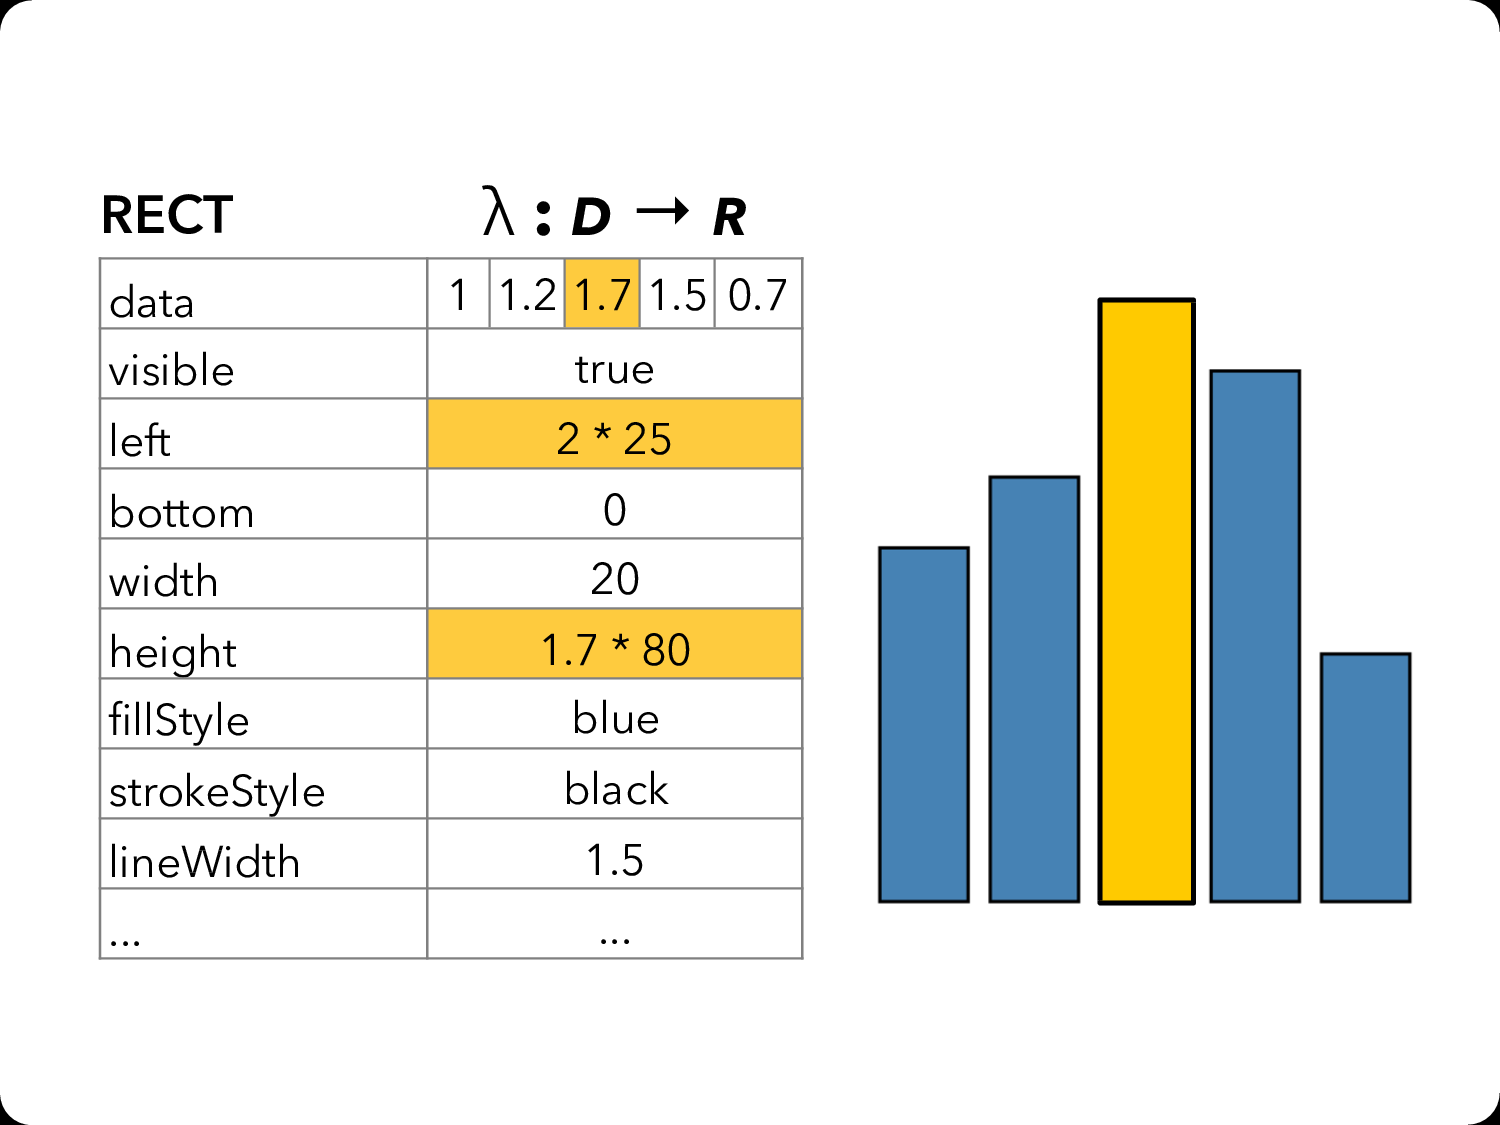 RECT λ : D → R
data 1 1.2 1.7 1.5 0.7
visible true
left 2 * 25
bottom 0
width 20
height 1.7 * 80
fillStyle blue
strokeStyle black
lineWidth 1.5
... ...